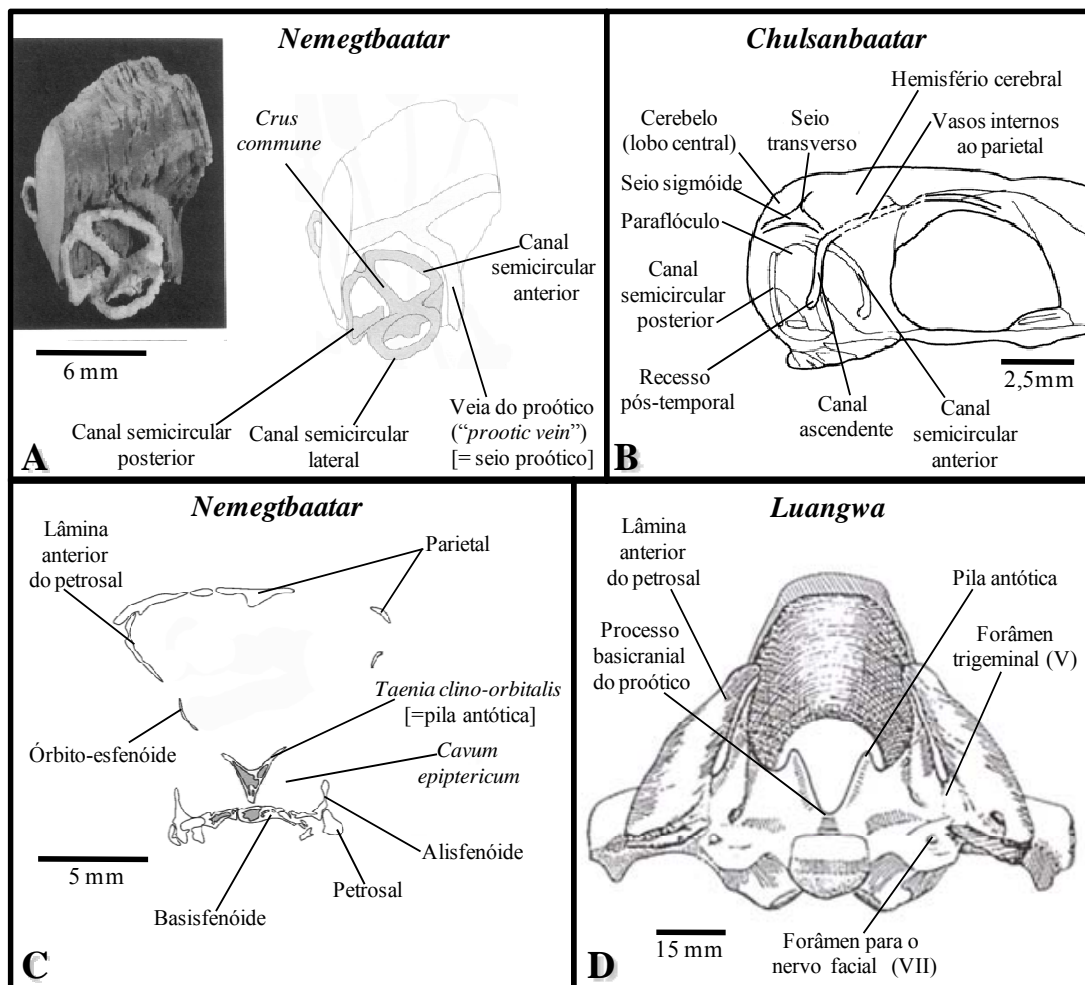 Nemegtbaatar
Crus
commune
Canal
semicircular
anterior
6 mm
Canal semicircular
posterior
Canal semicircular
lateral
Veia do proótico
(“prootic vein”)
[= seio proótico]
A
Chulsanbaatar
Hemisfério cerebral
Cerebelo
(lobo central)
Seio
transverso
Vasos internos
ao parietal
Seio sigmóide
Paraflóculo
Canal
semicircular
posterior
Recesso
pós-temporal
Canal
ascendente
Canal
semicircular
anterior
2,5mm
B
Nemegtbaatar
Lâmina
anterior
do petrosal
Parietal
Taenia clino-orbitalis
[=pila antótica]
Órbito-esfenóide
Cavum
epiptericum
5 mm
Alisfenóide
Petrosal
Basisfenóide
C
Luangwa
Lâmina
anterior
do petrosal
Pila antótica
Processo
basicranial
do proótico
Forâmen
trigeminal (V)
15 mm
Forâmen para o
nervo facial (VII)
D